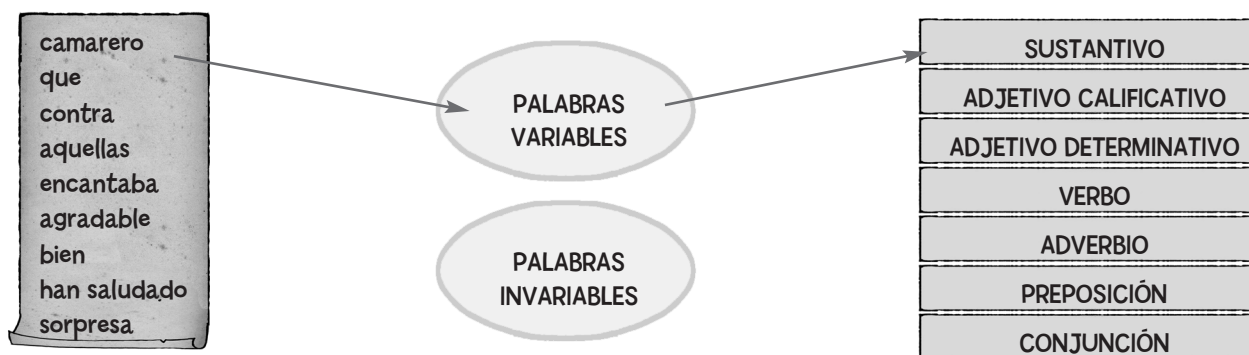 camarero
que
contra
aquellas
encantaba
agradable
bien
han saludado
sorpresa
PALABRAS
VARIABLES
PALABRAS
INVARIABLES
SUSTANTIVO
ADJETIVO CALIFICATIVO
ADJETIVO DETERMINATIVO
VERBO
ADVERBIO
PREPOSICIÓN
CONJUNCIÓN